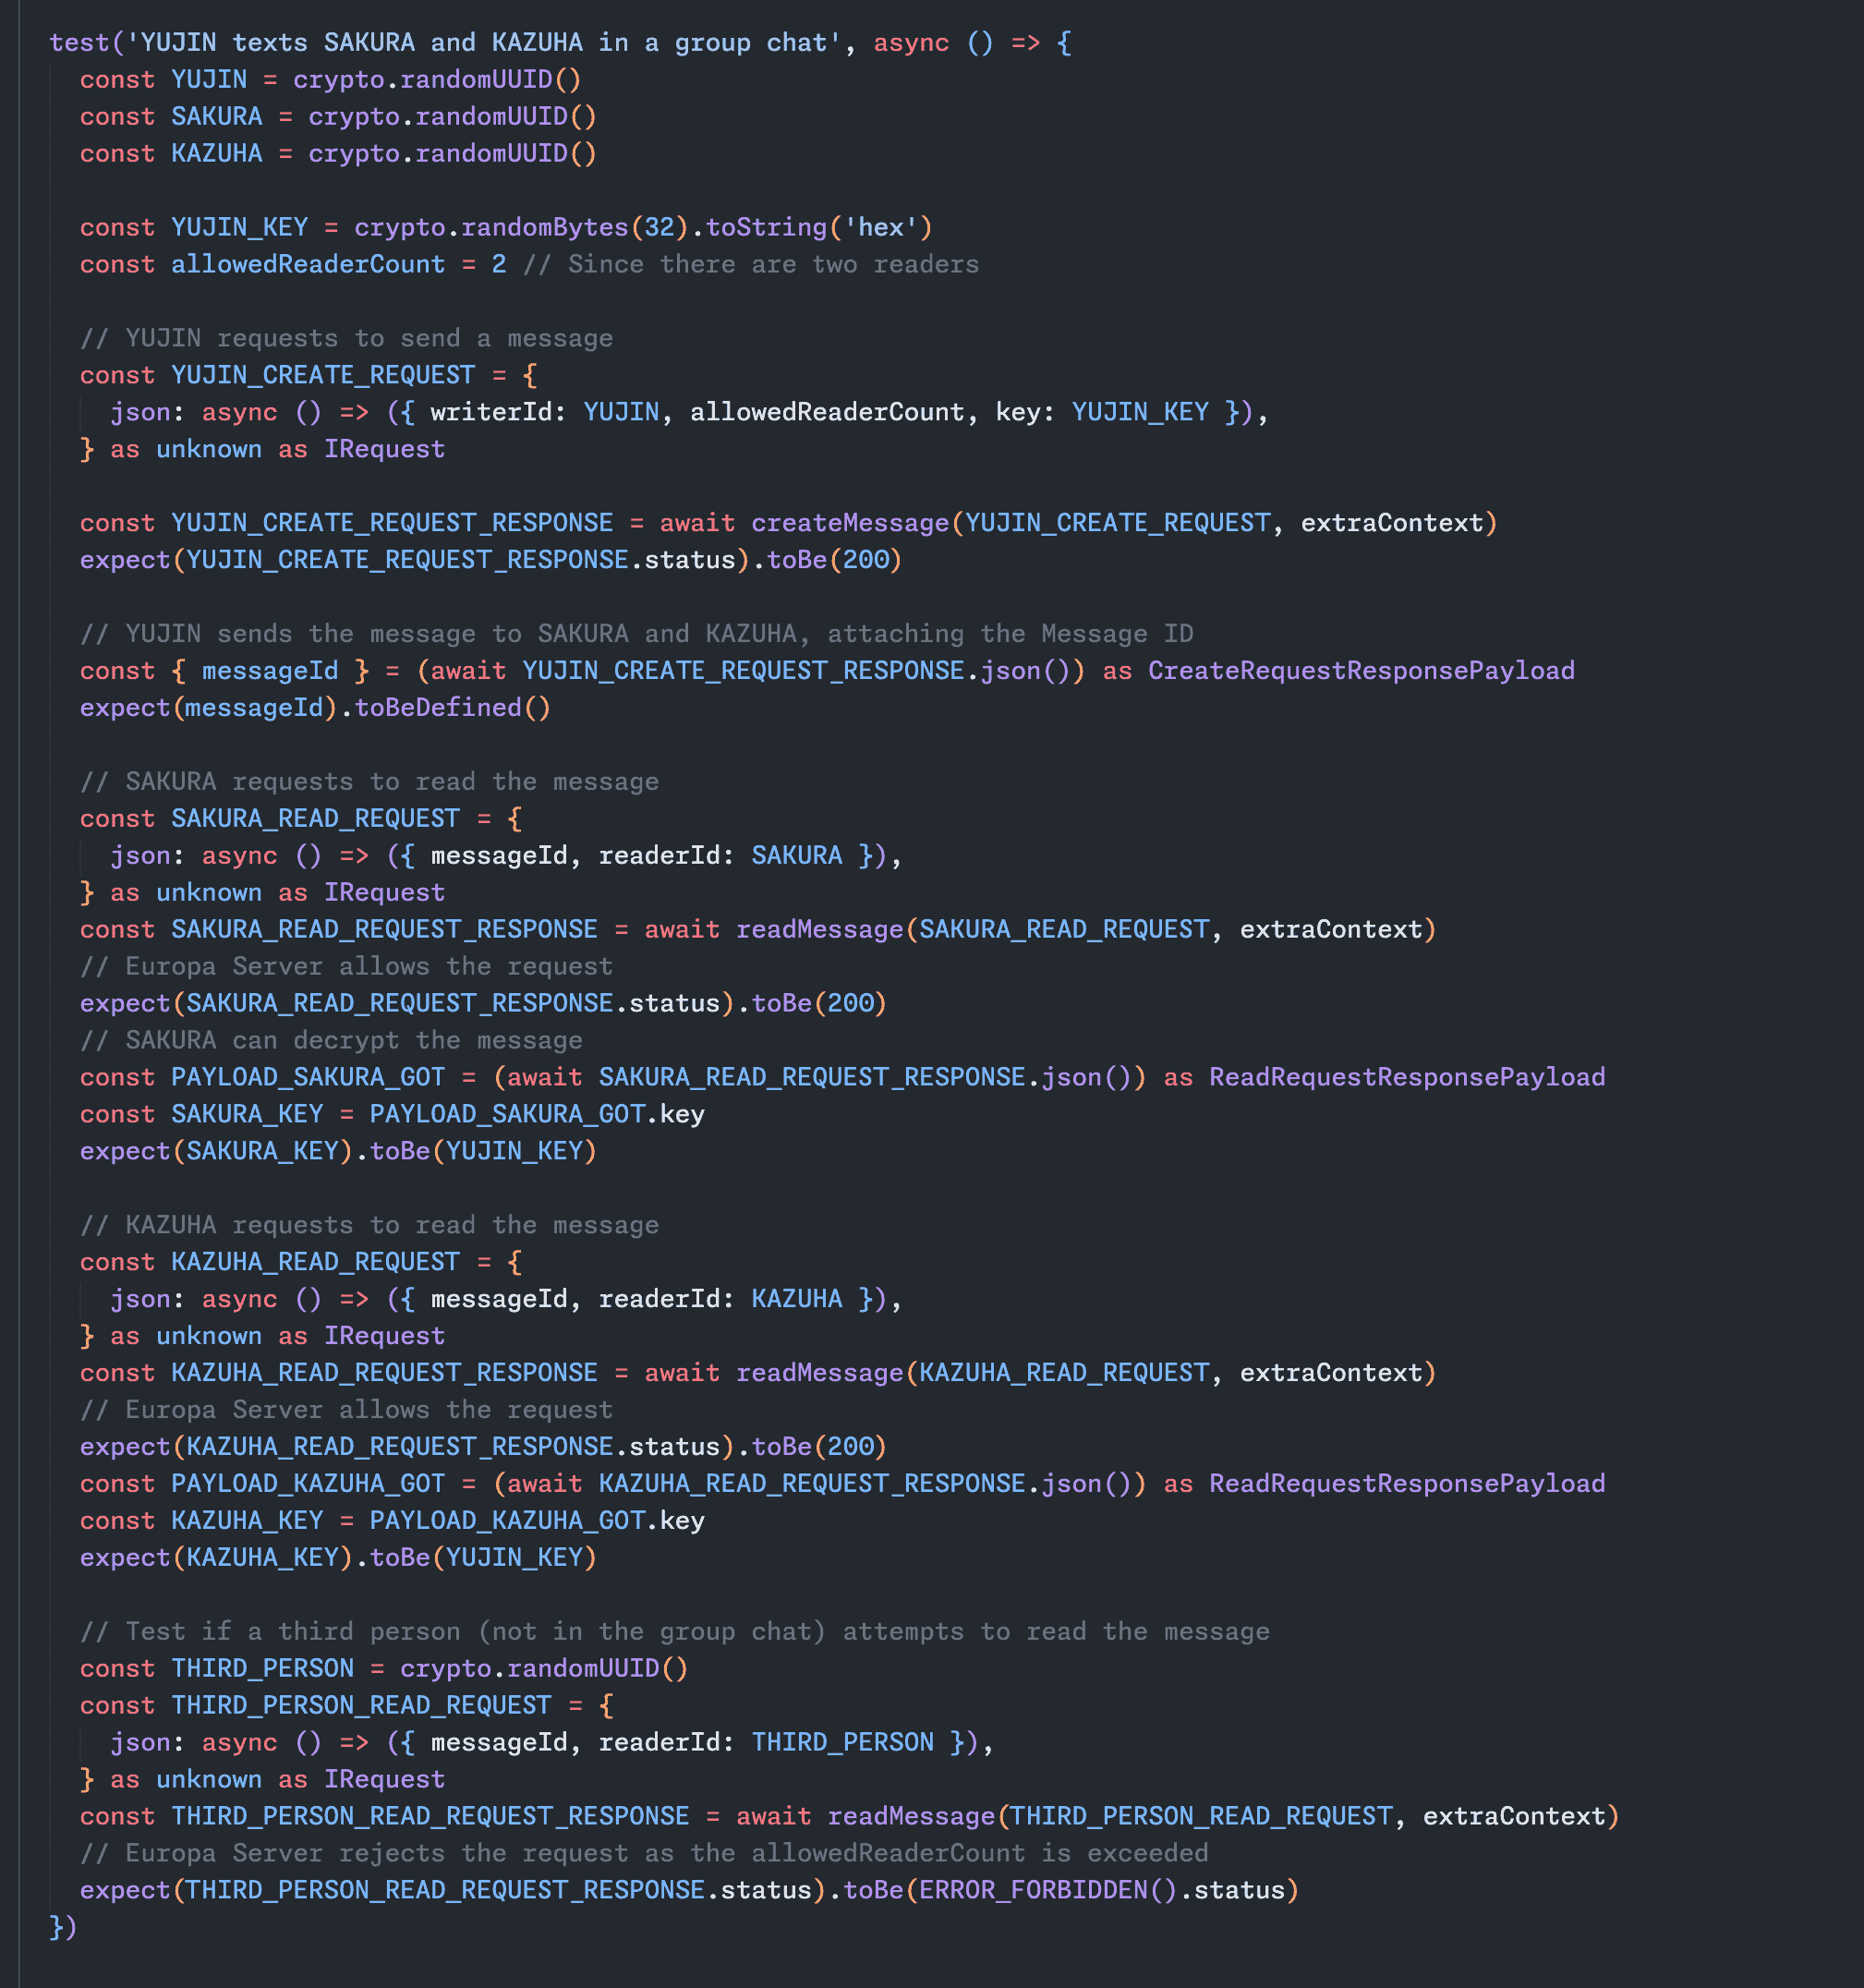 test('YUJIN texts SAKURA and KAZUHA in a group chat', async () => {
  const YUJIN = crypto.randomUUID()
  const SAKURA = crypto.randomUUID()
  const KAZUHA = crypto.randomUUID()

  const YUJIN_KEY = crypto.randomBytes(32).toString('hex')
  const allowedReaderCount = 2 // Since there are two readers

  // YUJIN requests to send a message
  const YUJIN_CREATE_REQUEST = {
    json: async () => ({ writerId: YUJIN, allowedReaderCount, key: YUJIN_KEY }),
  } as unknown as IRequest

  const YUJIN_CREATE_REQUEST_RESPONSE = await createMessage(YUJIN_CREATE_REQUEST, extraContext)
  expect(YUJIN_CREATE_REQUEST_RESPONSE.status).toBe(200)

  // YUJIN sends the message to SAKURA and KAZUHA, attaching the Message ID
  const { messageId } = (await YUJIN_CREATE_REQUEST_RESPONSE.json()) as CreateRequestResponsePayload
  expect(messageId).toBeDefined()

  // SAKURA requests to read the message
  const SAKURA_READ_REQUEST = {
    json: async () => ({ messageId, readerId: SAKURA }),
  } as unknown as IRequest
  const SAKURA_READ_REQUEST_RESPONSE = await readMessage(SAKURA_READ_REQUEST, extraContext)
  // Europa Server allows the request
  expect(SAKURA_READ_REQUEST_RESPONSE.status).toBe(200)
  // SAKURA can decrypt the message
  const PAYLOAD_SAKURA_GOT = (await SAKURA_READ_REQUEST_RESPONSE.json()) as ReadRequestResponsePayload
  const SAKURA_KEY = PAYLOAD_SAKURA_GOT.key
  expect(SAKURA_KEY).toBe(YUJIN_KEY)

  // KAZUHA requests to read the message
  const KAZUHA_READ_REQUEST = {
    json: async () => ({ messageId, readerId: KAZUHA }),
  } as unknown as IRequest
  const KAZUHA_READ_REQUEST_RESPONSE = await readMessage(KAZUHA_READ_REQUEST, extraContext)
  // Europa Server allows the request
  expect(KAZUHA_READ_REQUEST_RESPONSE.status).toBe(200)
  const PAYLOAD_KAZUHA_GOT = (await KAZUHA_READ_REQUEST_RESPONSE.json()) as ReadRequestResponsePayload
  const KAZUHA_KEY = PAYLOAD_KAZUHA_GOT.key
  expect(KAZUHA_KEY).toBe(YUJIN_KEY)

  // Test if a third person (not in the group chat) attempts to read the message
  const THIRD_PERSON = crypto.randomUUID()
  const THIRD_PERSON_READ_REQUEST = {
    json: async () => ({ messageId, readerId: THIRD_PERSON }),
  } as unknown as IRequest
  const THIRD_PERSON_READ_REQUEST_RESPONSE = await readMessage(THIRD_PERSON_READ_REQUEST, extraContext)
  // Europa Server rejects the request as the allowedReaderCount is exceeded
  expect(THIRD_PERSON_READ_REQUEST_RESPONSE.status).toBe(ERROR_FORBIDDEN().status)
})